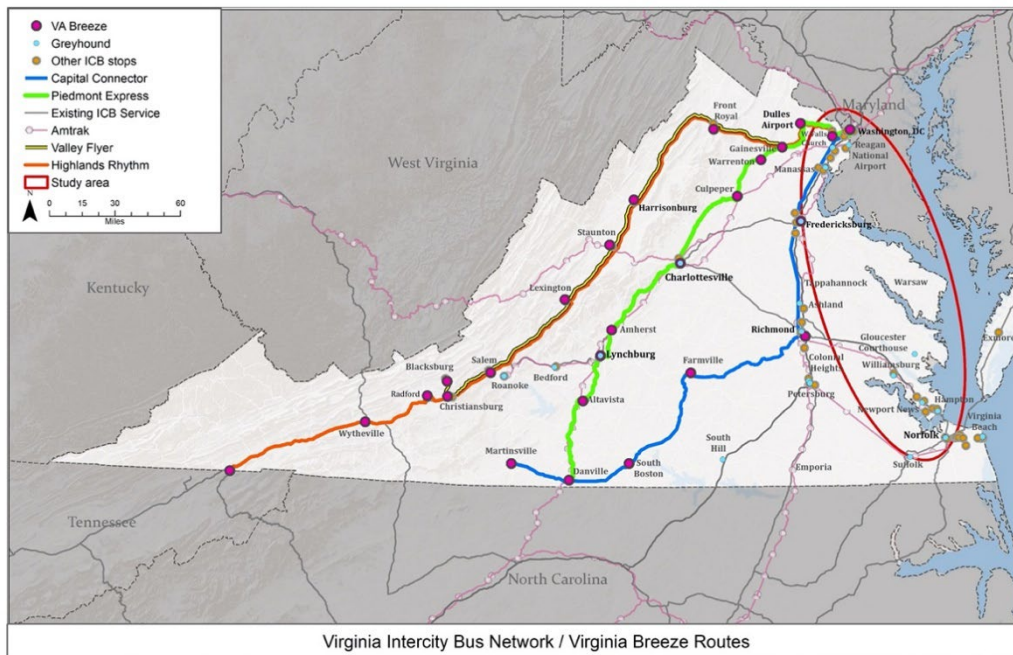 VA Breeze
Greyhound
Other ICB stops
Capital Connector
Piedmont Express
Existing ICB Service
Amtrak
Valley Flyer
Highlands Rhythm
Study area
N
0 15 30 60
Miles
Maryland
Front
Royal
Dulles
Airport
Washington, DC
W Falls
Church
Reagan
National
Airport
Gainesville
Warrenton
Manassas
West Virginia
Culpeper
Harrisonburg
Fredericksburg
Staunton
Charlottesville
Tappahannock
Warsaw
Kentucky
Lexington
Ashland
Richmond
Amherst
Gloucester
Courthouse
Exmore
Blacksburg
Salem
Lynchburg
Farmville
Colonial
Heights
Williamsburg
Roanoke
Bedford
Radford
Christiansburg
Altavista
Petersburg
Newport News
Hampton
Virginia
Beach
Wytheville
Norfolk
Martinsville
South
Hill
Suffolk
Danville
South
Boston
Emporia
Tennessee
North Carolina
Virginia Intercity Bus Network / Virginia Breeze Routes